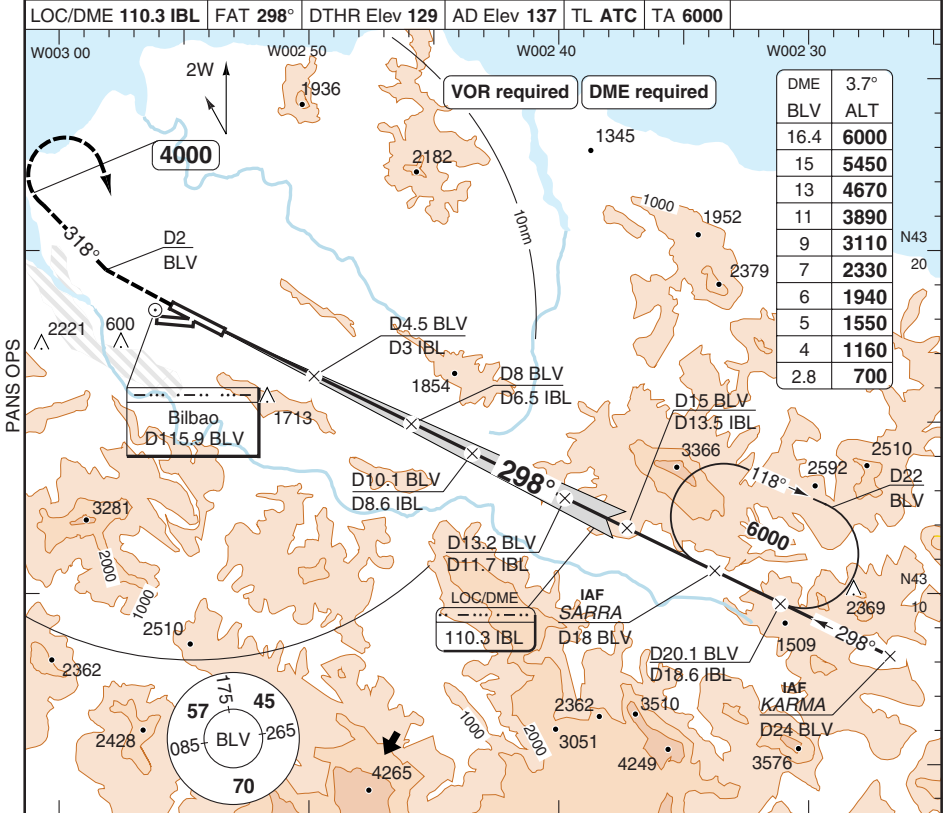 LOC/DME 110.3 IBL FAT 298° DTHR Elev 129 AD Elev 137 TL ATC TA 6000
W003 00 W002 50 W002 40 W002 30
2W
1936
VOR required DME required
DME 3.7°
BLV ALT
16.4 6000
15 5450
13 4670
11 3890
9 3110
7 2330
6 1940
5 1550
4 1160
2.8 700
4000
2182
1345
10nm
1000
1952
2379
N43
20
318°
D2
BLV
2221
600
PANS OPS
D4.5 BLV
D3 IBL
1854
D8 BLV
D6.5 IBL
Bilbao
D115.9 BLV
1713
D15 BLV
D13.5 IBL
3366
118°
2592
2510
D22
BLV
298°
D10.1 BLV
D8.6 IBL
3281
2000
1000
D13.2 BLV
D11.7 IBL
6000
LOC/DME
110.3 IBL
IAF
SARRA
D18 BLV
N43
10
2369
2510
2362
1509
298°
D20.1 BLV
D18.6 IBL
IAF
KARMA
D24 BLV
175
57
45
085
BLV
265
70
2428
1000
2000
2362
3510
3051
4249
3576
4265